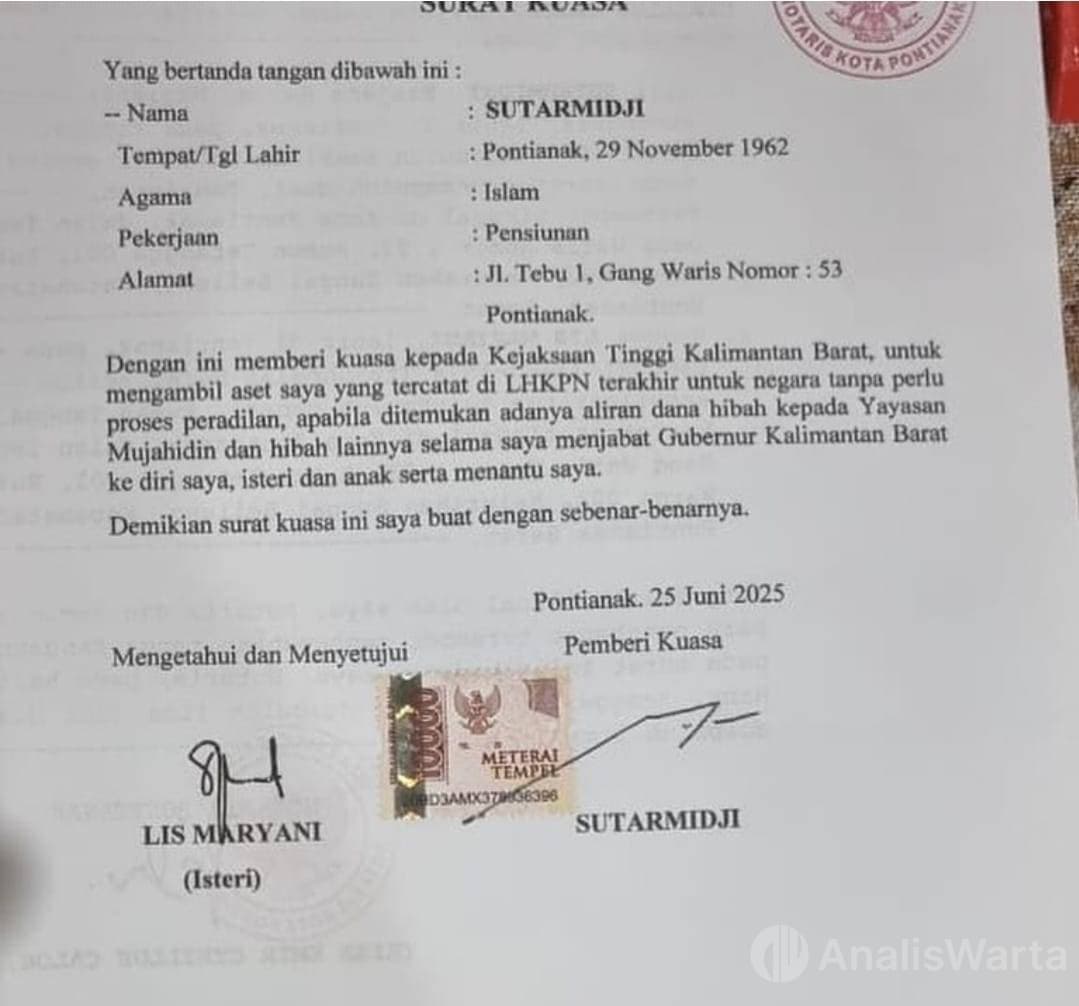 SURAT KUASA
NOTARIS KOTA PONTIANAK
Yang bertanda tangan dibawah ini :
-- Nama : SUTARMIDJI
Tempat/Tgl Lahir : Pontianak, 29 November 1962
Agama : Islam
Pekerjaan : Pensiunan
Alamat : Jl. Tebu 1, Gang Waris Nomor : 53
Pontianak.
Dengan ini memberi kuasa kepada Kejaksaan Tinggi Kalimantan Barat, untuk
mengambil aset saya yang tercatat di LHKPN terakhir untuk negara tanpa perlu
proses peradilan, apabila ditemukan adanya aliran dana hibah kepada Yayasan
Mujahidin dan hibah lainnya selama saya menjabat Gubernur Kalimantan Barat
ke diri saya, isteri dan anak serta menantu saya.
Demikian surat kuasa ini saya buat dengan sebenar-benarnya.
Pontianak. 25 Juni 2025
Mengetahui dan Menyetujui Pemberi Kuasa
10000
METERAI
TEMPEL
LIS MARYANI SUTARMIDJI
(Isteri)
AnalisWarta